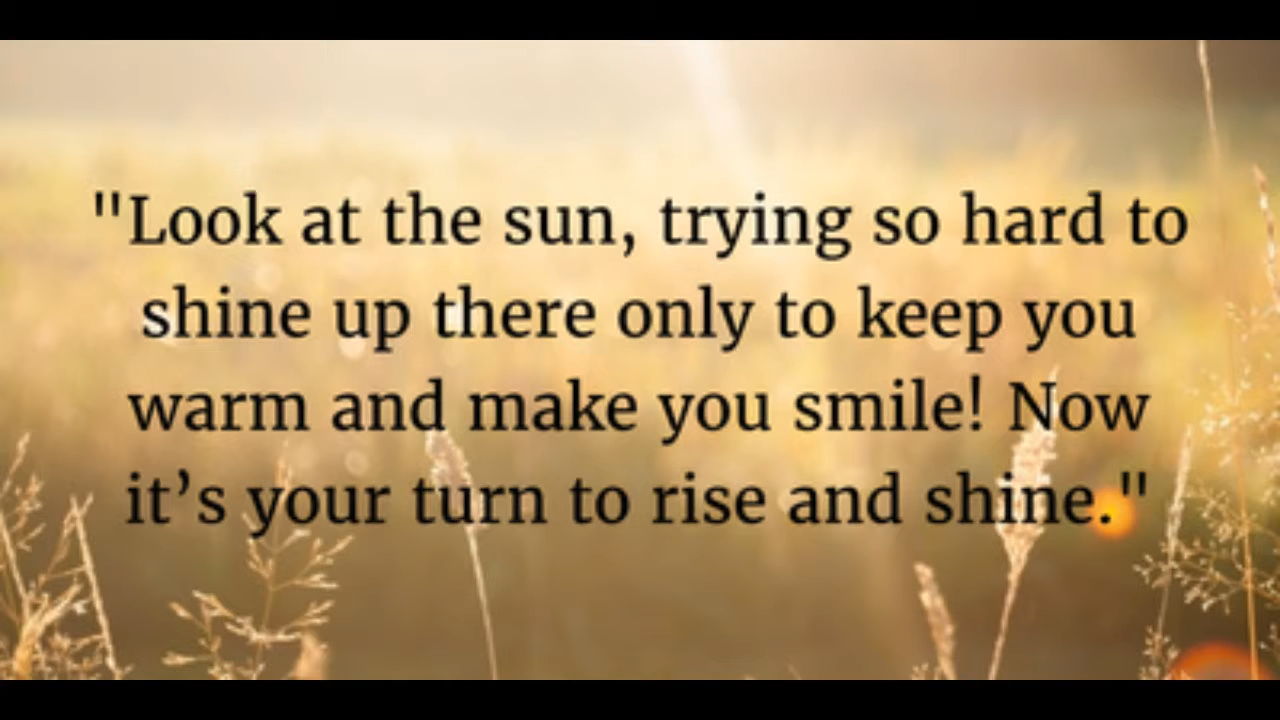 "Look at the sun, trying so hard to
shine up there only to keep you
warm and make you smile! Now
it’s your turn to rise and shine."